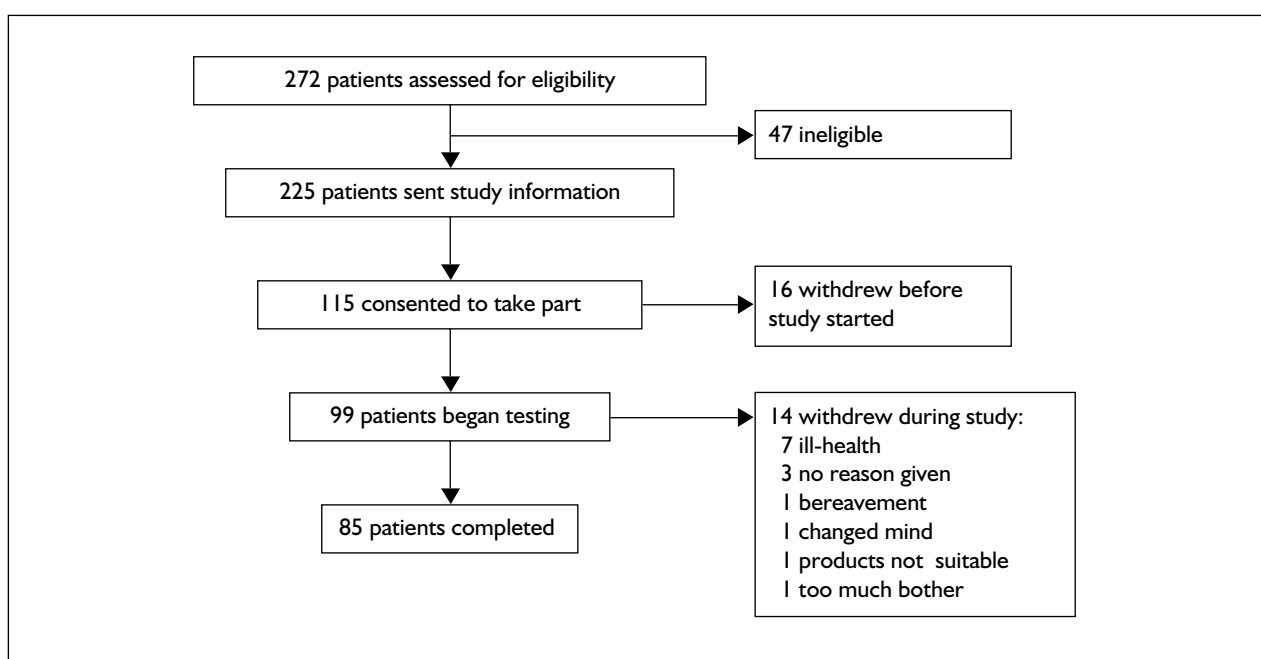 272 patients assessed for eligibility
47 ineligible
225 patients sent study information
115 consented to take part
16 withdrew before
study started
99 patients began testing
14 withdrew during study:
7 ill-health
3 no reason given
1 bereavement
1 changed mind
1 products not suitable
1 too much bother
85 patients completed